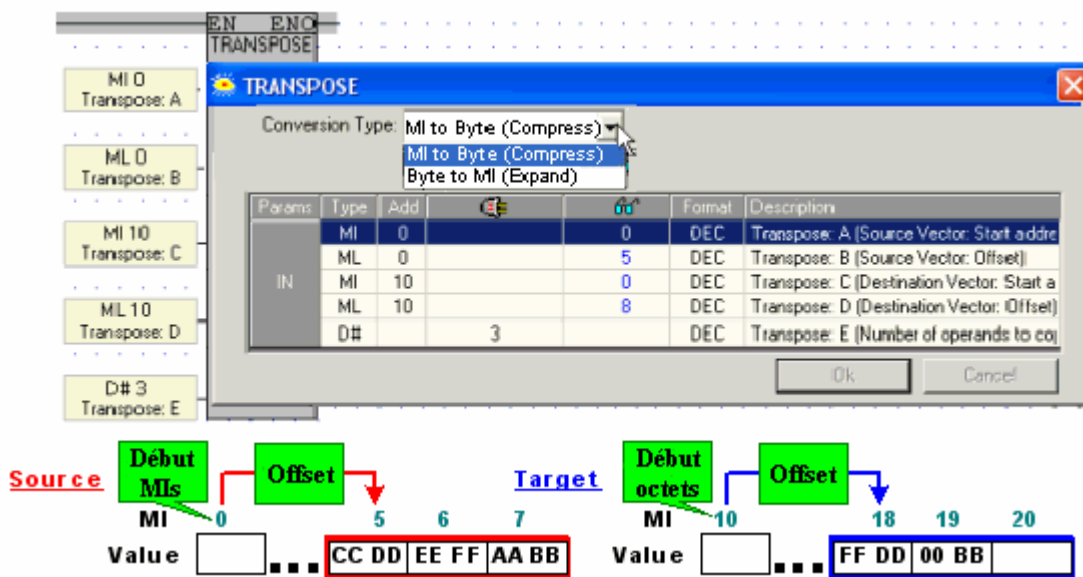 EN ENO
TRANSPOSE
MI 0
Transpose: A
ML 0
Transpose: B
MI 10
Transpose: C
ML 10
Transpose: D
D# 3
Transpose: E
TRANSPOSE
Conversion Type: MI to Byte (Compress)
MI to Byte (Compress)
Byte to MI (Expand)
Params Type Add Format Description
IN
MI 0 0 DEC Transpose: A (Source Vector: Start addre
ML 0 5 DEC Transpose: B (Source Vector: Offset)
MI 10 0 DEC Transpose: C (Destination Vector: Start a
ML 10 8 DEC Transpose: D (Destination Vector: Offset)
D# 3 DEC Transpose: E (Number of operands to co
Ok Cancel
Source Début MIs Offset
MI 0 5 6 7
Value ... CC DD EE FF AA BB
Target Début octets Offset
MI 10 18 19 20
Value ... FF DD 00 BB